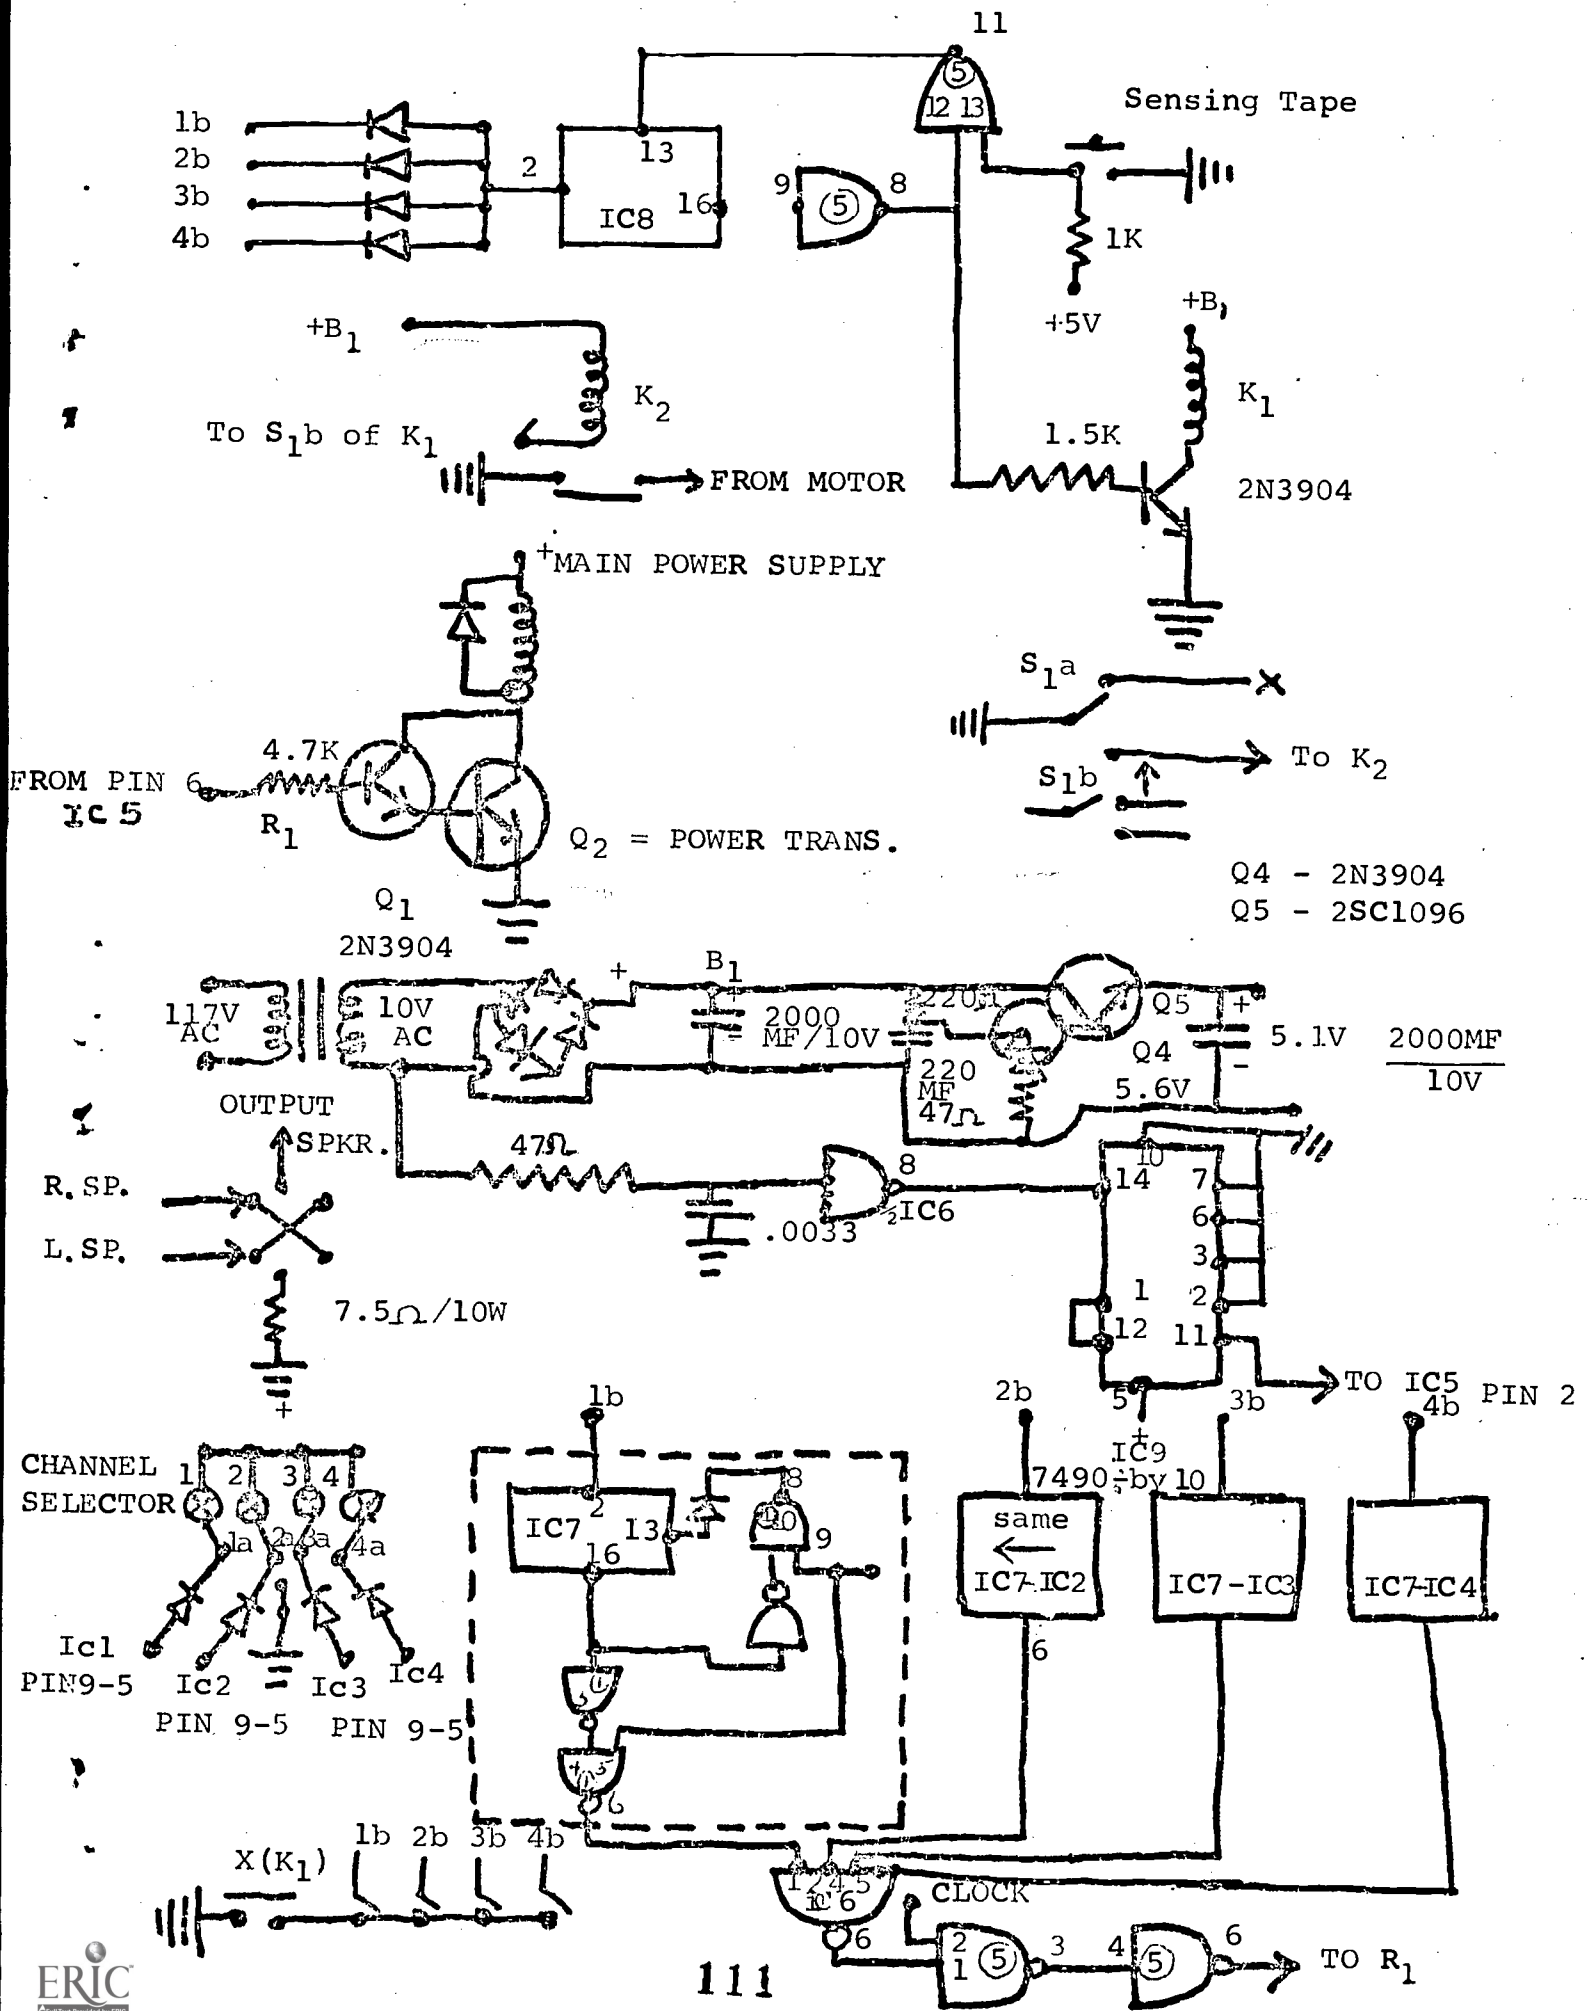 11
Sensing Tape
12 13
5
1b
2b
3b
4b
2
13
IC8
16
9
5
8
1K
+5V
+B1
K1
+B1
K2
To S1b of K1
FROM MOTOR
1.5K
2N3904
+MAIN POWER SUPPLY
S1a
X
To K2
S1b
4.7K
FROM PIN 6
IC5
R1
Q2 = POWER TRANS.
Q1
2N3904
Q4 - 2N3904
Q5 - 2SC1096
117V
AC
10V
AC
+
B1
2000
MF/10V
220Ω
Q5
+
5.1V
-
2000MF
10V
Q4
5.6V
220
MF
47Ω
OUTPUT
SPKR.
R.SP.
L.SP.
7.5Ω/10W
47Ω
.0033
8
½IC6
10
14
7
6
3
1
2
12
11
5
+
TO IC5 PIN 2
IC9
7490÷by 10
+
CHANNEL
SELECTOR
1
2
3
4
1a
2a
3a
4a
Ic1
PIN9-5
Ic2
PIN 9-5
Ic3
PIN 9-5
Ic4
1b
2b
3b
4b
2
IC7
13
16
8
10
9
6
same
IC7-IC2
IC7-IC3
IC7-IC4
6
X(K1)
1b
2b
3b
4b
1 2 4 5
IC6
6
CLOCK
2
1
5
3
4
5
6
TO R1
111
ERIC